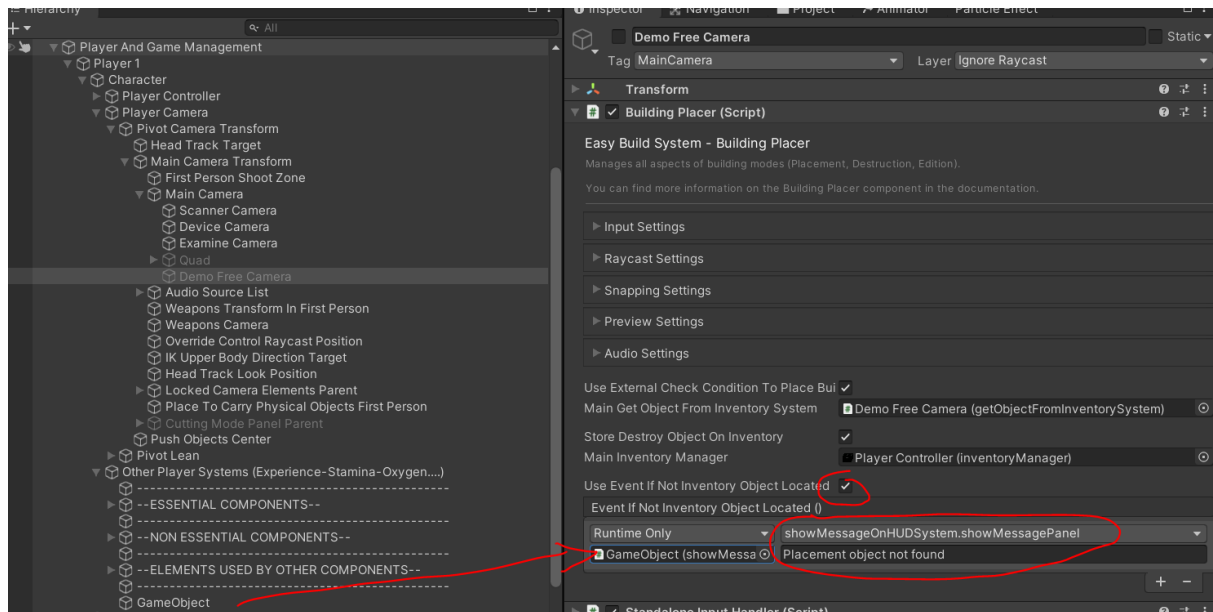 Hierarchy
All
Player And Game Management
Player 1
Character
Player Controller
Player Camera
Pivot Camera Transform
Head Track Target
Main Camera Transform
First Person Shoot Zone
Main Camera
Scanner Camera
Device Camera
Examine Camera
Quad
Demo Free Camera
Audio Source List
Weapons Transform In First Person
Weapons Camera
Override Control Raycast Position
IK Upper Body Direction Target
Head Track Look Position
Locked Camera Elements Parent
Place To Carry Physical Objects First Person
Cutting Mode Panel Parent
Push Objects Center
Pivot Lean
Other Player Systems (Experience-Stamina-Oxygen....)
--ESSENTIAL COMPONENTS--
--NON ESSENTIAL COMPONENTS--
--ELEMENTS USED BY OTHER COMPONENTS--
GameObject
Inspector Navigation Project Animator Particle Effect
Demo Free Camera Static
Tag MainCamera Layer Ignore Raycast
Transform
Building Placer (Script)
Easy Build System - Building Placer
Manages all aspects of building modes (Placement, Destruction, Edition).
You can find more information on the Building Placer component in the documentation.
Input Settings
Raycast Settings
Snapping Settings
Preview Settings
Audio Settings
Use External Check Condition To Place Bui
Main Get Object From Inventory System Demo Free Camera (getObjectFromInventorySystem)
Store Destroy Object On Inventory
Main Inventory Manager Player Controller (inventoryManager)
Use Event If Not Inventory Object Located
Event If Not Inventory Object Located ()
Runtime Only showMessageOnHUDSystem.showMessagePanel
GameObject (showMessa Placement object not found
+ -
Standalone Input Handler (Script)